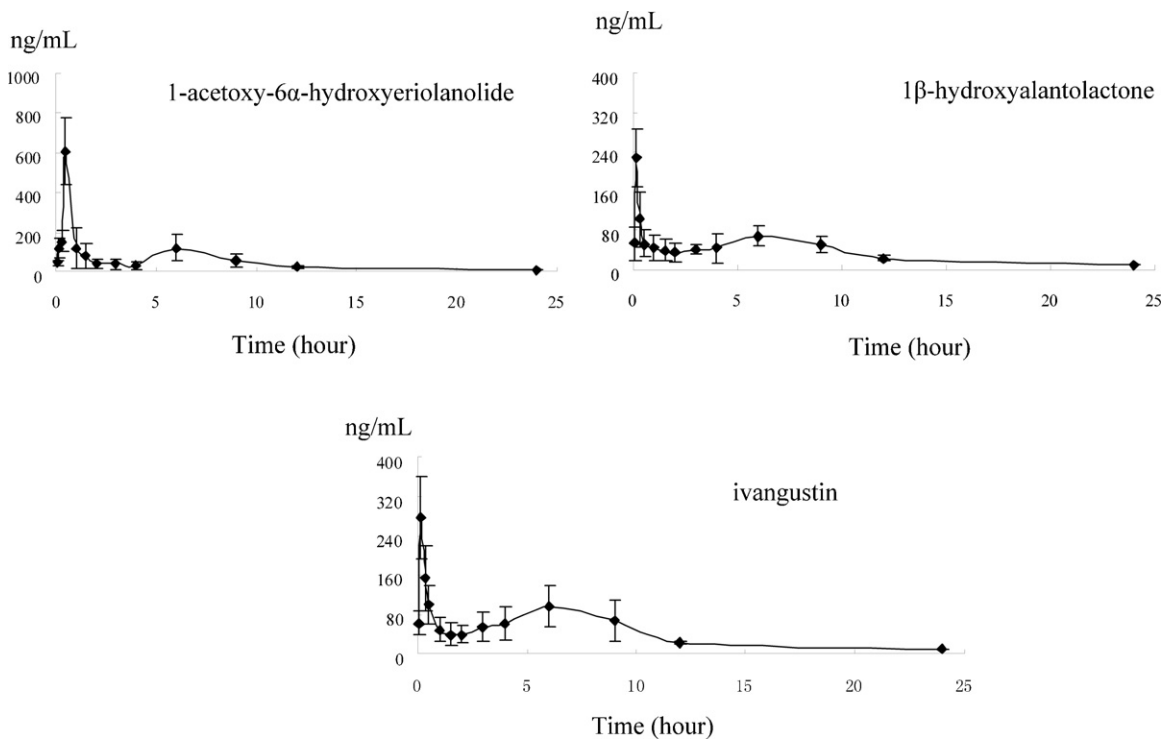 ng/mL
1000
800
600
400
200
0
1-acetoxy-6α-hydroxyeriolanolide
0 5 10 15 20 25
Time (hour)
ng/mL
400
320
240
160
80
0
1β-hydroxyalantolactone
0 5 10 15 20 25
Time (hour)
ng/mL
400
320
240
160
80
0
ivangustin
0 5 10 15 20 25
Time (hour)